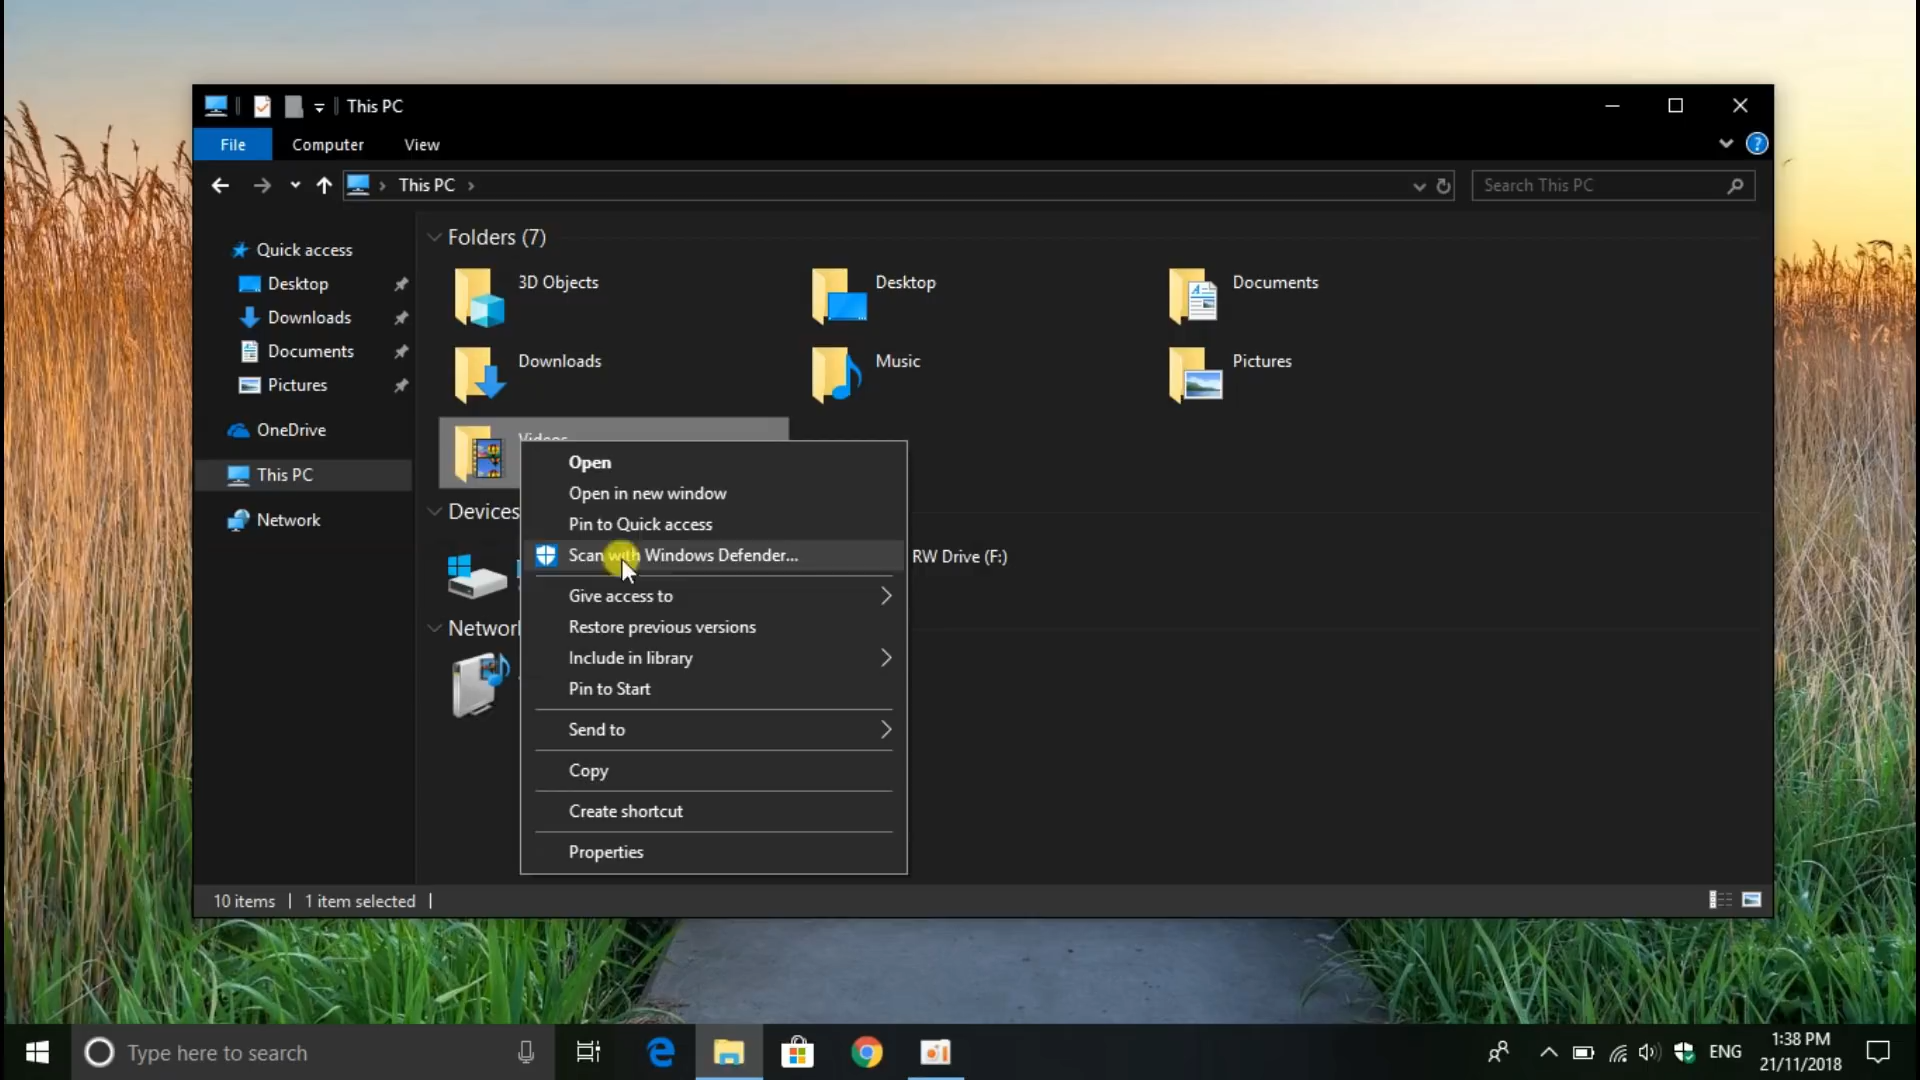 This PC
File Computer View
This PC
Search This PC
Quick access
Desktop
Downloads
Documents
Pictures
OneDrive
This PC
Network
Folders (7)
3D Objects
Desktop
Documents
Downloads
Music
Pictures
Videos
Open
Open in new window
Pin to Quick access
Scan with Windows Defender...
Give access to
Restore previous versions
Include in library
Pin to Start
Send to
Copy
Create shortcut
Properties
Devices
RW Drive (F:)
Networ
10 items 1 item selected
Type here to search
ENG
1:38 PM
21/11/2018